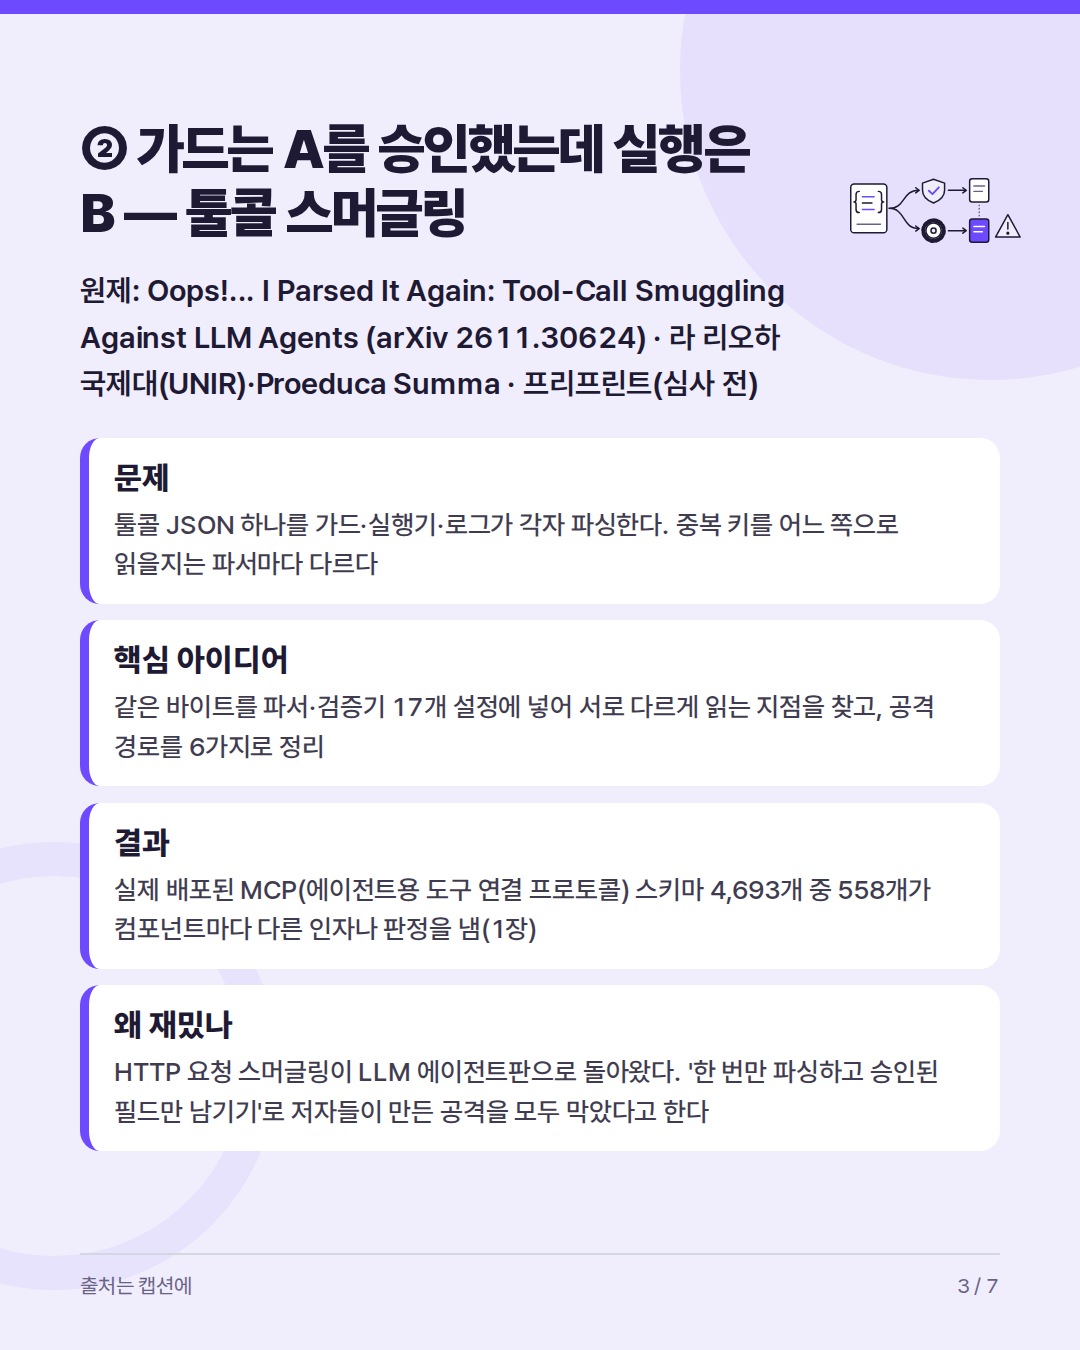 ② 가드는 A를 승인했는데 실행은
B — 툴콜 스머글링
원제: Oops!... I Parsed It Again: Tool-Call Smuggling
Against LLM Agents (arXiv 2611.30624) · 라 리오하
국제대(UNIR)·Proeduca Summa · 프리프린트(심사 전)
문제
툴콜 JSON 하나를 가드·실행기·로그가 각자 파싱한다. 중복 키를 어느 쪽으로
읽을지는 파서마다 다르다
핵심 아이디어
같은 바이트를 파서·검증기 17개 설정에 넣어 서로 다르게 읽는 지점을 찾고, 공격
경로를 6가지로 정리
결과
실제 배포된 MCP(에이전트용 도구 연결 프로토콜) 스키마 4,693개 중 558개가
컴포넌트마다 다른 인자나 판정을 냄(1장)
왜 재밌나
HTTP 요청 스머글링이 LLM 에이전트판으로 돌아왔다. '한 번만 파싱하고 승인된
필드만 남기기'로 저자들이 만든 공격을 모두 막았다고 한다
출처는 캡션에
3 / 7